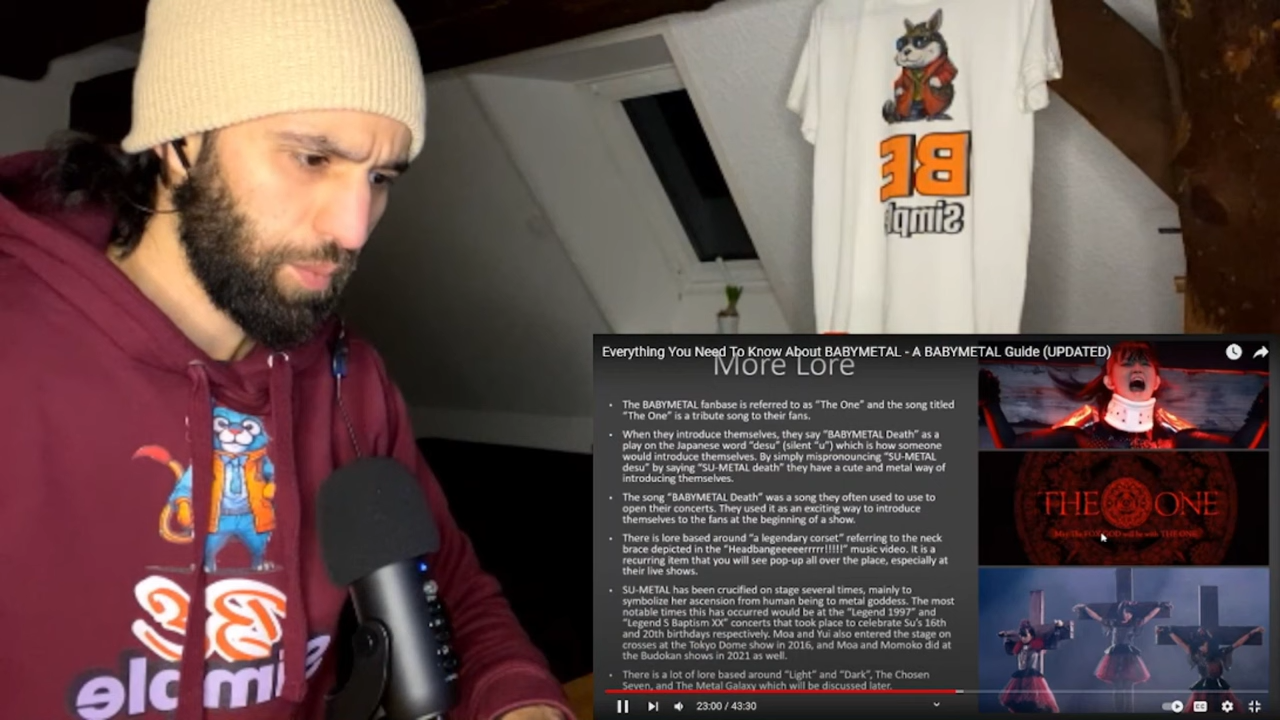 BE
Simple
BE
Simple
Everything You Need To Know About BABYMETAL - A BABYMETAL Guide (UPDATED)
More Lore
• The BABYMETAL fanbase is referred to as “The One” and the song titled
“The One” is a tribute song to their fans.
• When they introduce themselves, they say “BABYMETAL Death” as a
play on the Japanese word “desu” (silent “u”) which is how someone
would introduce themselves. By simply mispronouncing “SU-METAL
desu” by saying “SU-METAL death” they have a cute and metal way of
introducing themselves.
• The song “BABYMETAL Death” was a song they often used to use to
open their concerts. They used it as an exciting way to introduce
themselves to the fans at the beginning of a show.
• There is lore based around “a legendary corset” referring to the neck
brace depicted in the “Headbangeeeerrrrr!!!!!” music video. It is a
recurring item that you will see pop-up all over the place, especially at
their live shows.
• SU-METAL has been crucified on stage several times, mainly to
symbolize her ascension from human being to metal goddess. The most
notable times this has occurred would be at the “Legend 1997” and
“Legend S Baptism XX” concerts that took place to celebrate Su’s 16th
and 20th birthdays respectively. Moa and Yui also entered the stage on
crosses at the Tokyo Dome show in 2016, and Moa and Momoko did at
the Budokan shows in 2021 as well.
• There is a lot of lore based around “Light” and “Dark”, The Chosen
Seven, and The Metal Galaxy which will be discussed later.
THE ONE
May the FOXGOD will be with THE ONE
23:00 / 43:30
CC